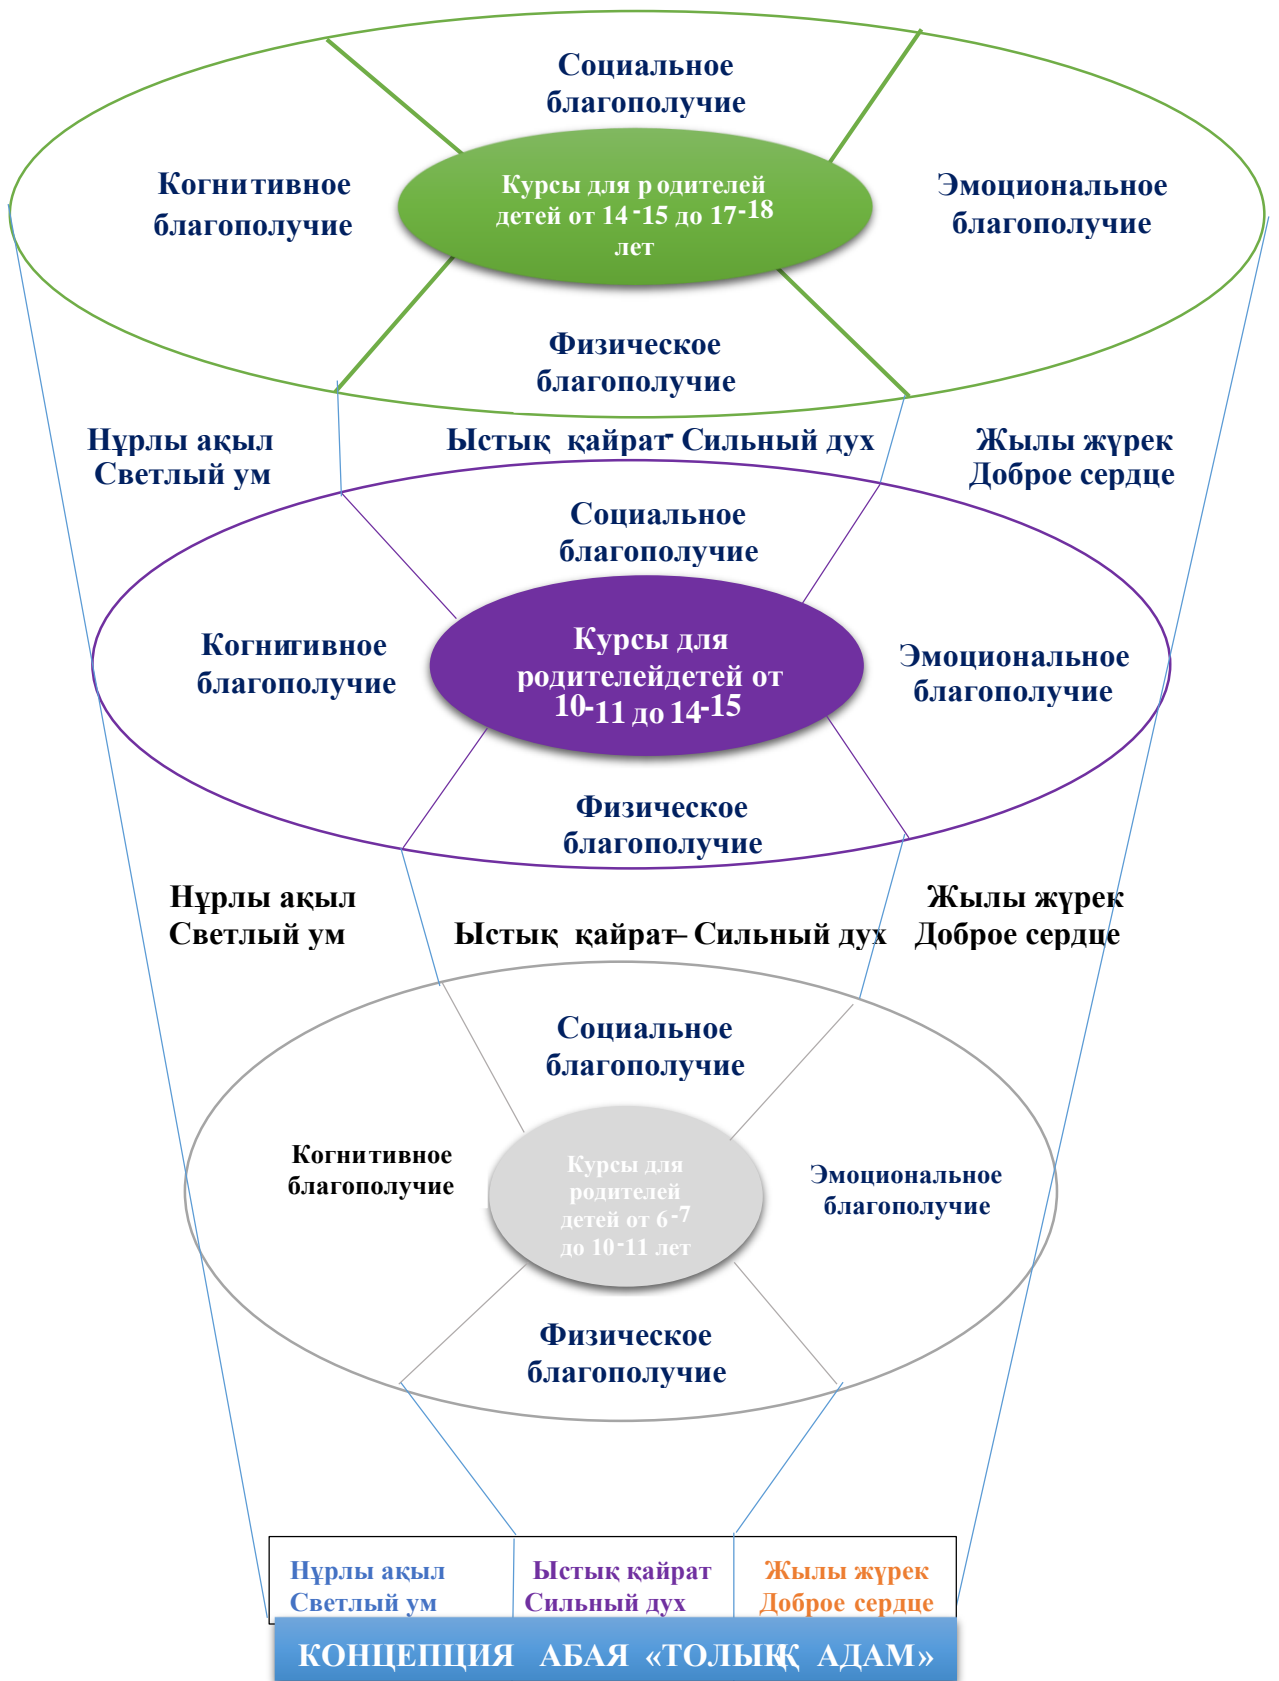 Социальное
благополучие
Когнитивное
благополучие
Курсы для родителей
детей от 14-15 до 17-18
лет
Эмоциональное
благополучие
Физическое
благополучие
Нұрлы ақыл
Светлый ум
Ыстық қайрат- Сильный дух
Жылы жүрек
Доброе сердце
Социальное
благополучие
Когнитивное
благополучие
Курсы для
родителейдетей от
10-11 до 14-15
Эмоциональное
благополучие
Физическое
благополучие
Нұрлы ақыл
Светлый ум
Ыстық қайрат– Сильный дух
Жылы жүрек
Доброе сердце
Социальное
благополучие
Когнитивное
благополучие
Курсы для
родителей
детей от 6-7
до 10-11 лет
Эмоциональное
благополучие
Физическое
благополучие
Нұрлы ақыл
Светлый ум
Ыстық қайрат
Сильный дух
Жылы жүрек
Доброе сердце
КОНЦЕПЦИЯ АБАЯ «ТОЛЫҚ АДАМ»